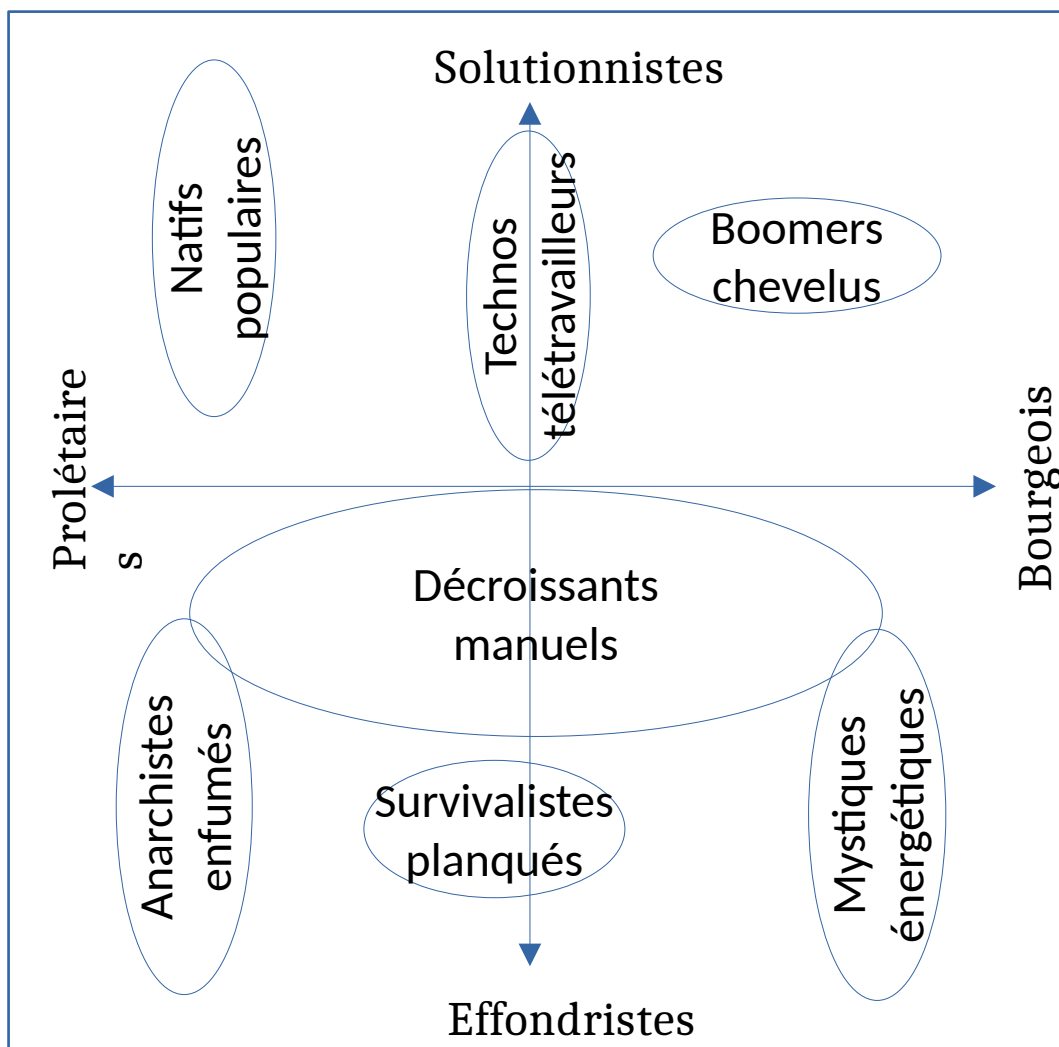 Solutionnistes
Natifs
populaires
Technos
télétravailleurs
Boomers
chevelus
Prolétaire
s
Bourgeois
Décroissants
manuels
Anarchistes
enfumés
Survivalistes
planqués
Mystiques
énergétiques
Effondristes